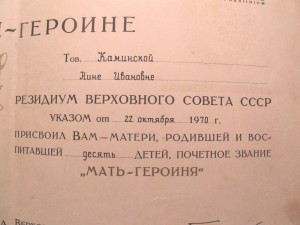 -ГЕРОИНЕ
Тов. Каминской
Нине Ивановне
РЕЗИДИУМ ВЕРХОВНОГО СОВЕТА СССР
УКАЗОМ от 22 октября 1970 г.
ПРИСВОИЛ ВАМ—МАТЕРИ, РОДИВШЕЙ И ВОС-
ПИТАВШЕЙ десять ДЕТЕЙ, ПОЧЕТНОЕ ЗВАНИЕ
„МАТЬ-ГЕРОИНЯ"